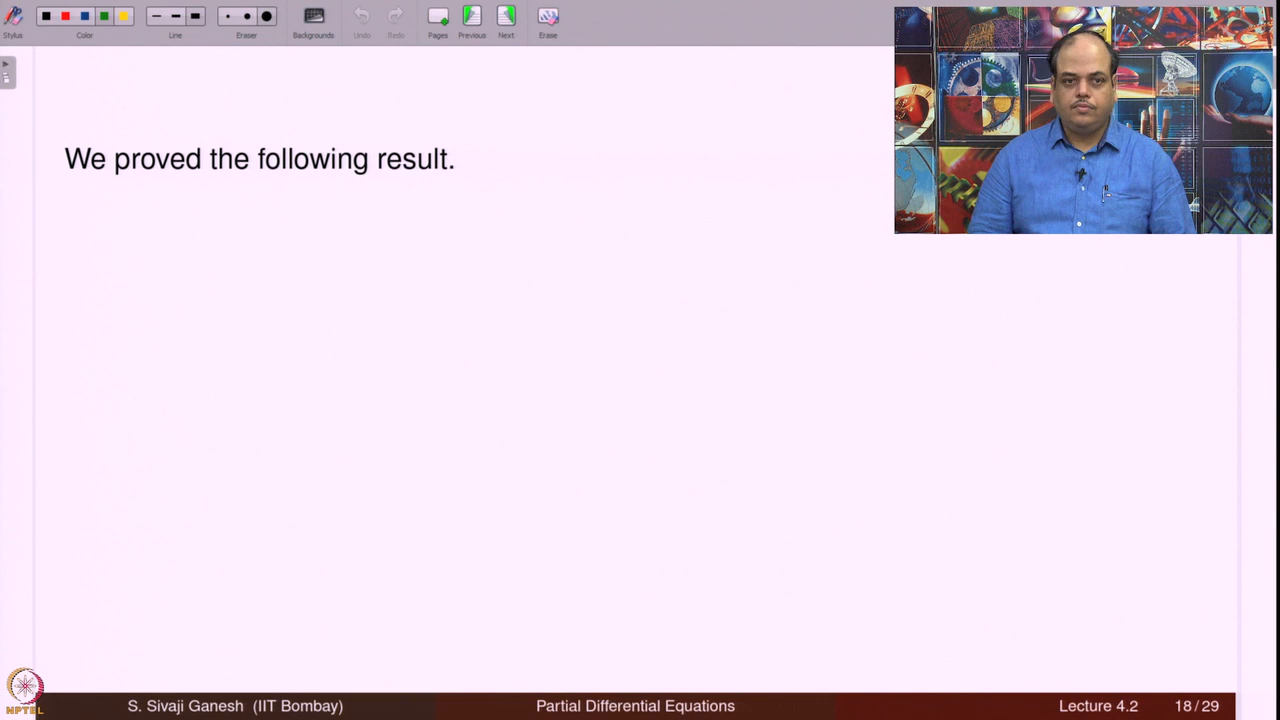 Stylus
Color
Line
Eraser
Backgrounds
Undo
Redo
Pages
Previous
Next
Erase
We proved the following result.
NPTEL
S. Sivaji Ganesh (IIT Bombay)
Partial Differential Equations
Lecture 4.2
18/29